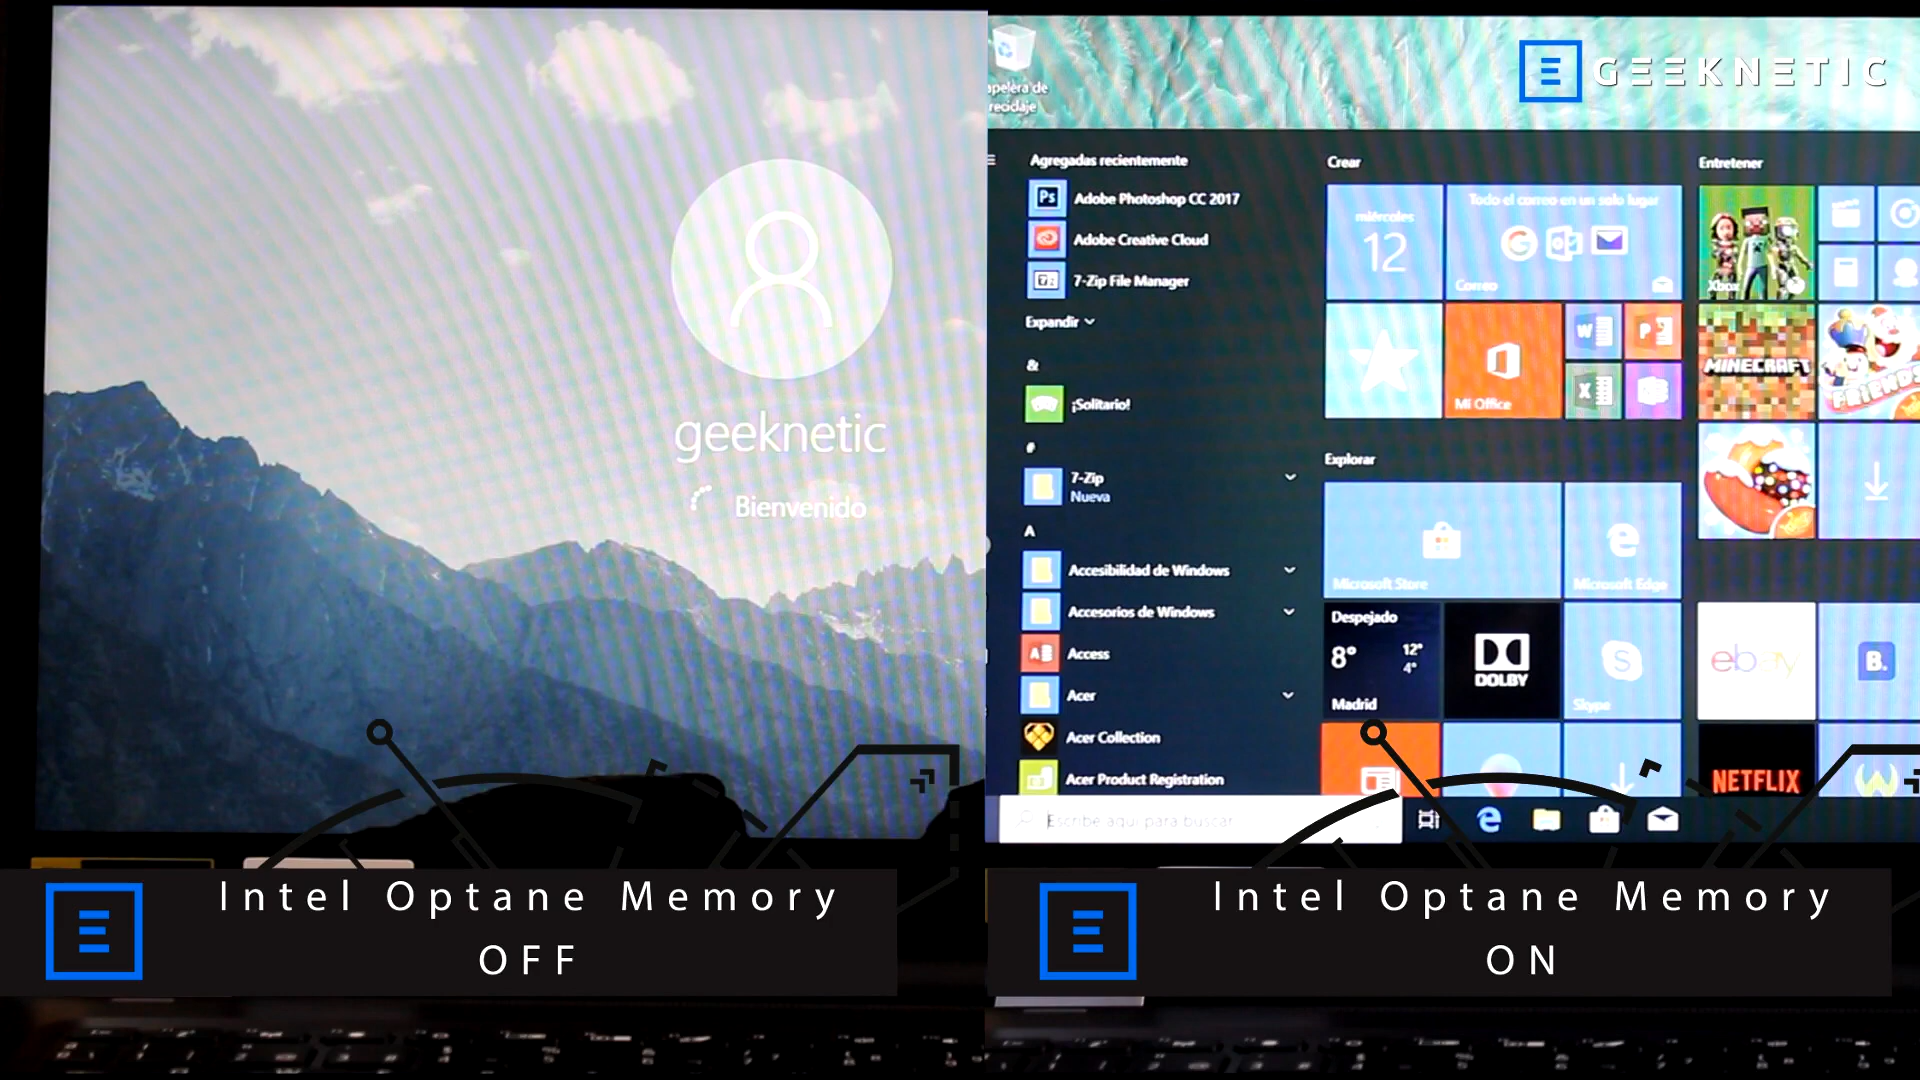 geeknetic
Bienvenido
Intel Optane Memory
OFF
GEEKNETIC
apelera de
reciclaje
Agregadas recientemente
Ps
Adobe Photoshop CC 2017
Adobe Creative Cloud
7-Zip File Manager
Expandir
&
¡Solitario!
#
7-Zip
Nueva
A
Accesibilidad de Windows
Accesorios de Windows
Access
Acer
Acer Collection
Acer Product Registration
Escribe aquí para buscar
Crear
miércoles
12
Todo el correo en un solo lugar
Correo
Mi Office
Explorar
Microsoft Store
Microsoft Edge
Despejado
8°
12°
4°
Madrid
DOLBY
Skype
Entretener
Xbox
MINECRAFT
FRIENDS
ebay
B.
NETFLIX
Intel Optane Memory
ON